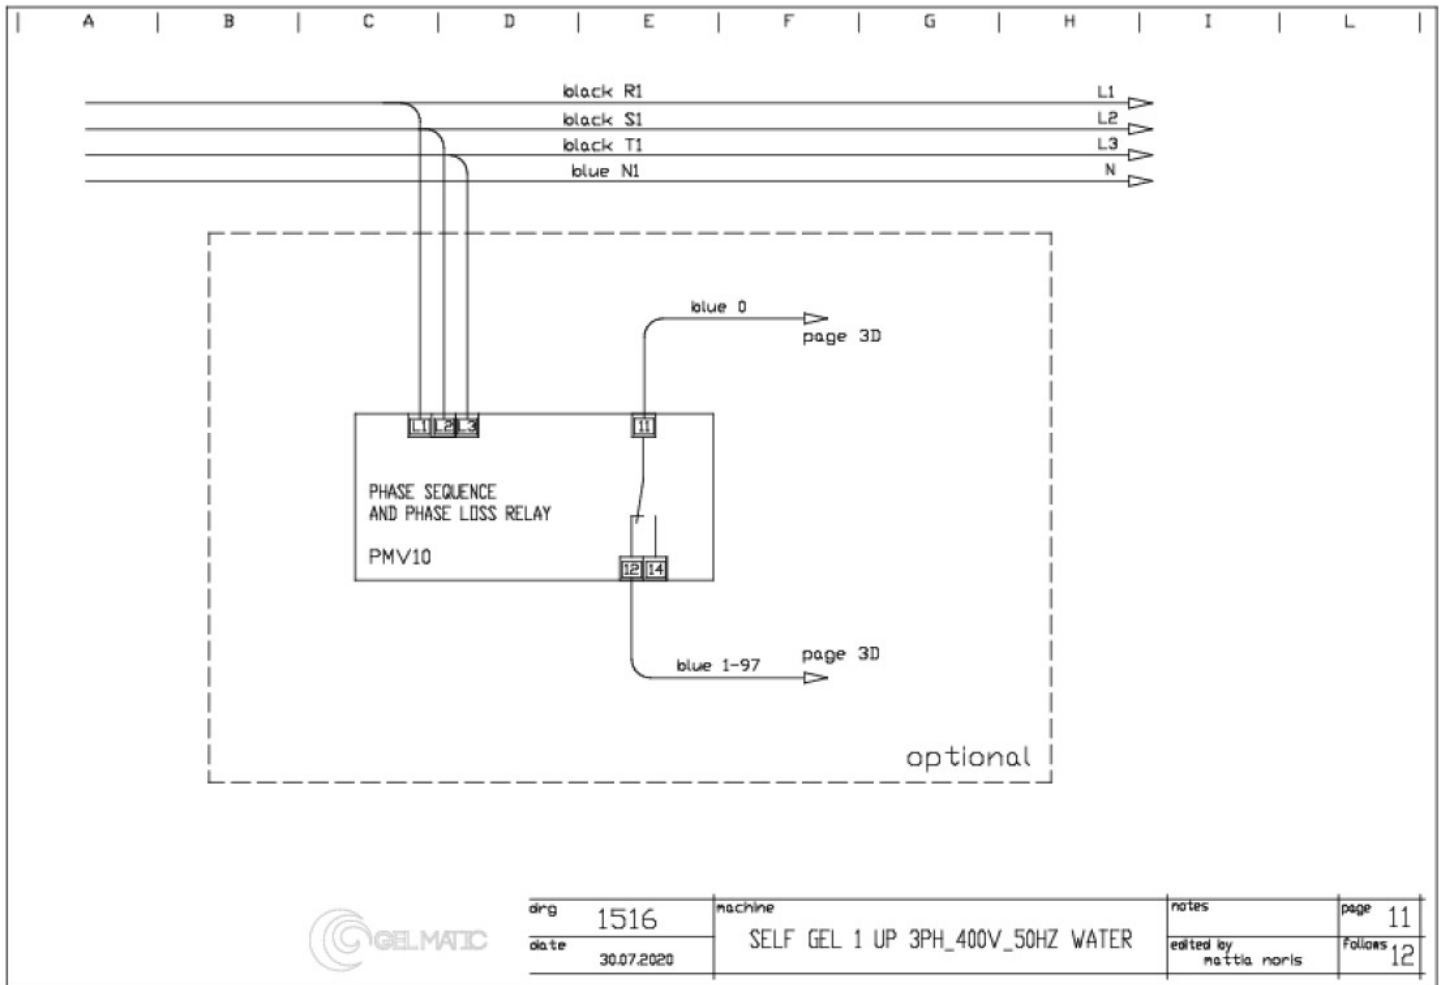 A B C D E F G H I L
black R1 L1
black S1 L2
black T1 L3
blue N1 N
blue 0
page 3D
L1 L2 L3 11
PHASE SEQUENCE
AND PHASE LOSS RELAY
PMV10
12 14
page 3D
blue 1-97
optional
GELMATIC
drg 1516
date 30.07.2020
machine
SELF GEL 1 UP 3PH_400V_50HZ WATER
notes
edited by
mattia noris
page 11
follows 12